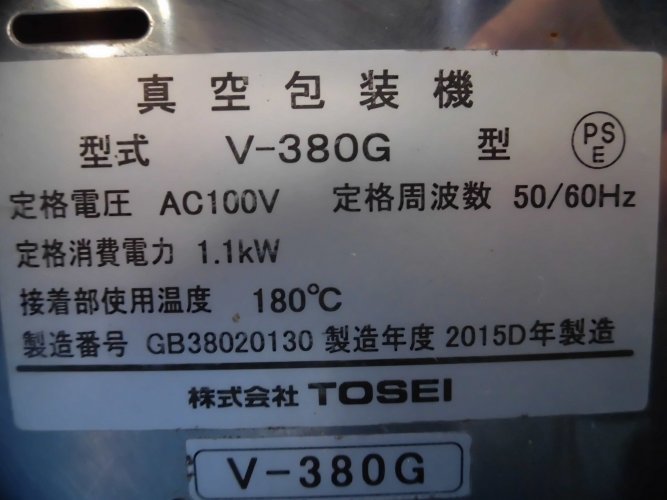 真空包装機
型式 V-380G 型 PSE
定格電圧 AC100V 定格周波数 50/60Hz
定格消費電力 1.1kW
接着部使用温度 180℃
製造番号 GB38020130 製造年度 2015D年製造
株式会社 TOSEI
V-380G